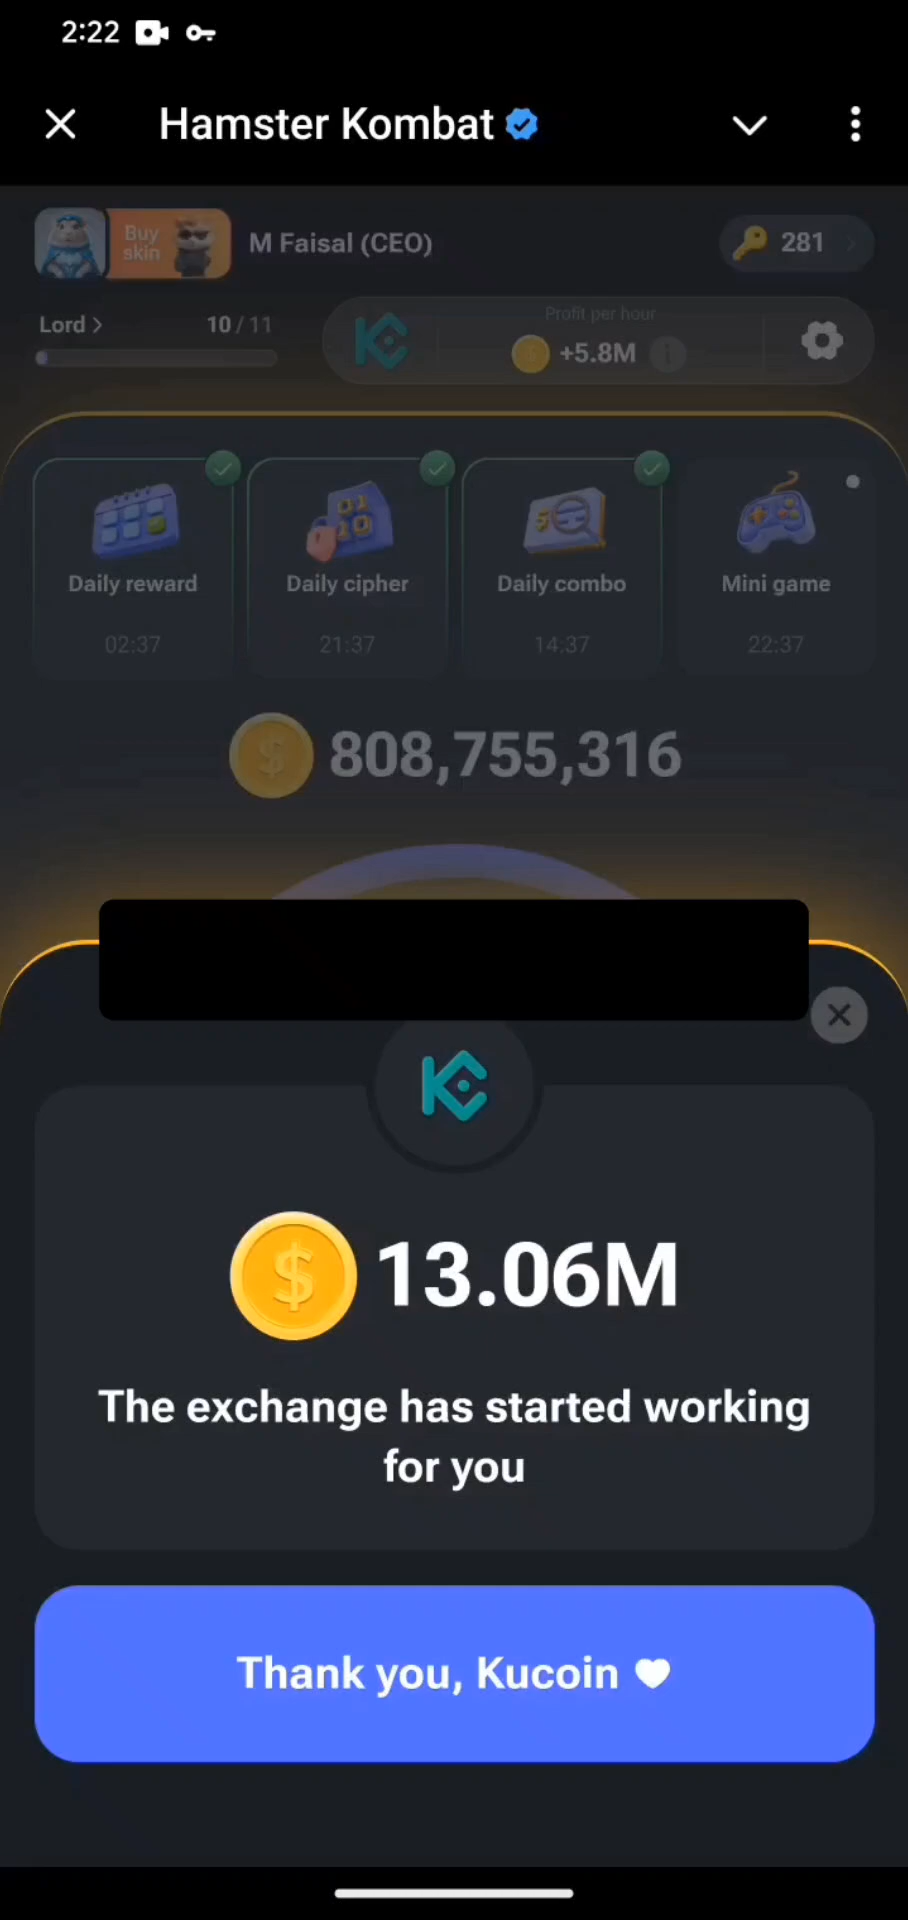 2:22
Hamster Kombat
Buy
skin
M Faisal (CEO)
281
Lord
10 / 11
Profit per hour
+5.8M
Daily reward
02:37
Daily cipher
21:37
Daily combo
14:37
Mini game
22:37
808,755,316
13.06M
The exchange has started working
for you
Thank you, Kucoin